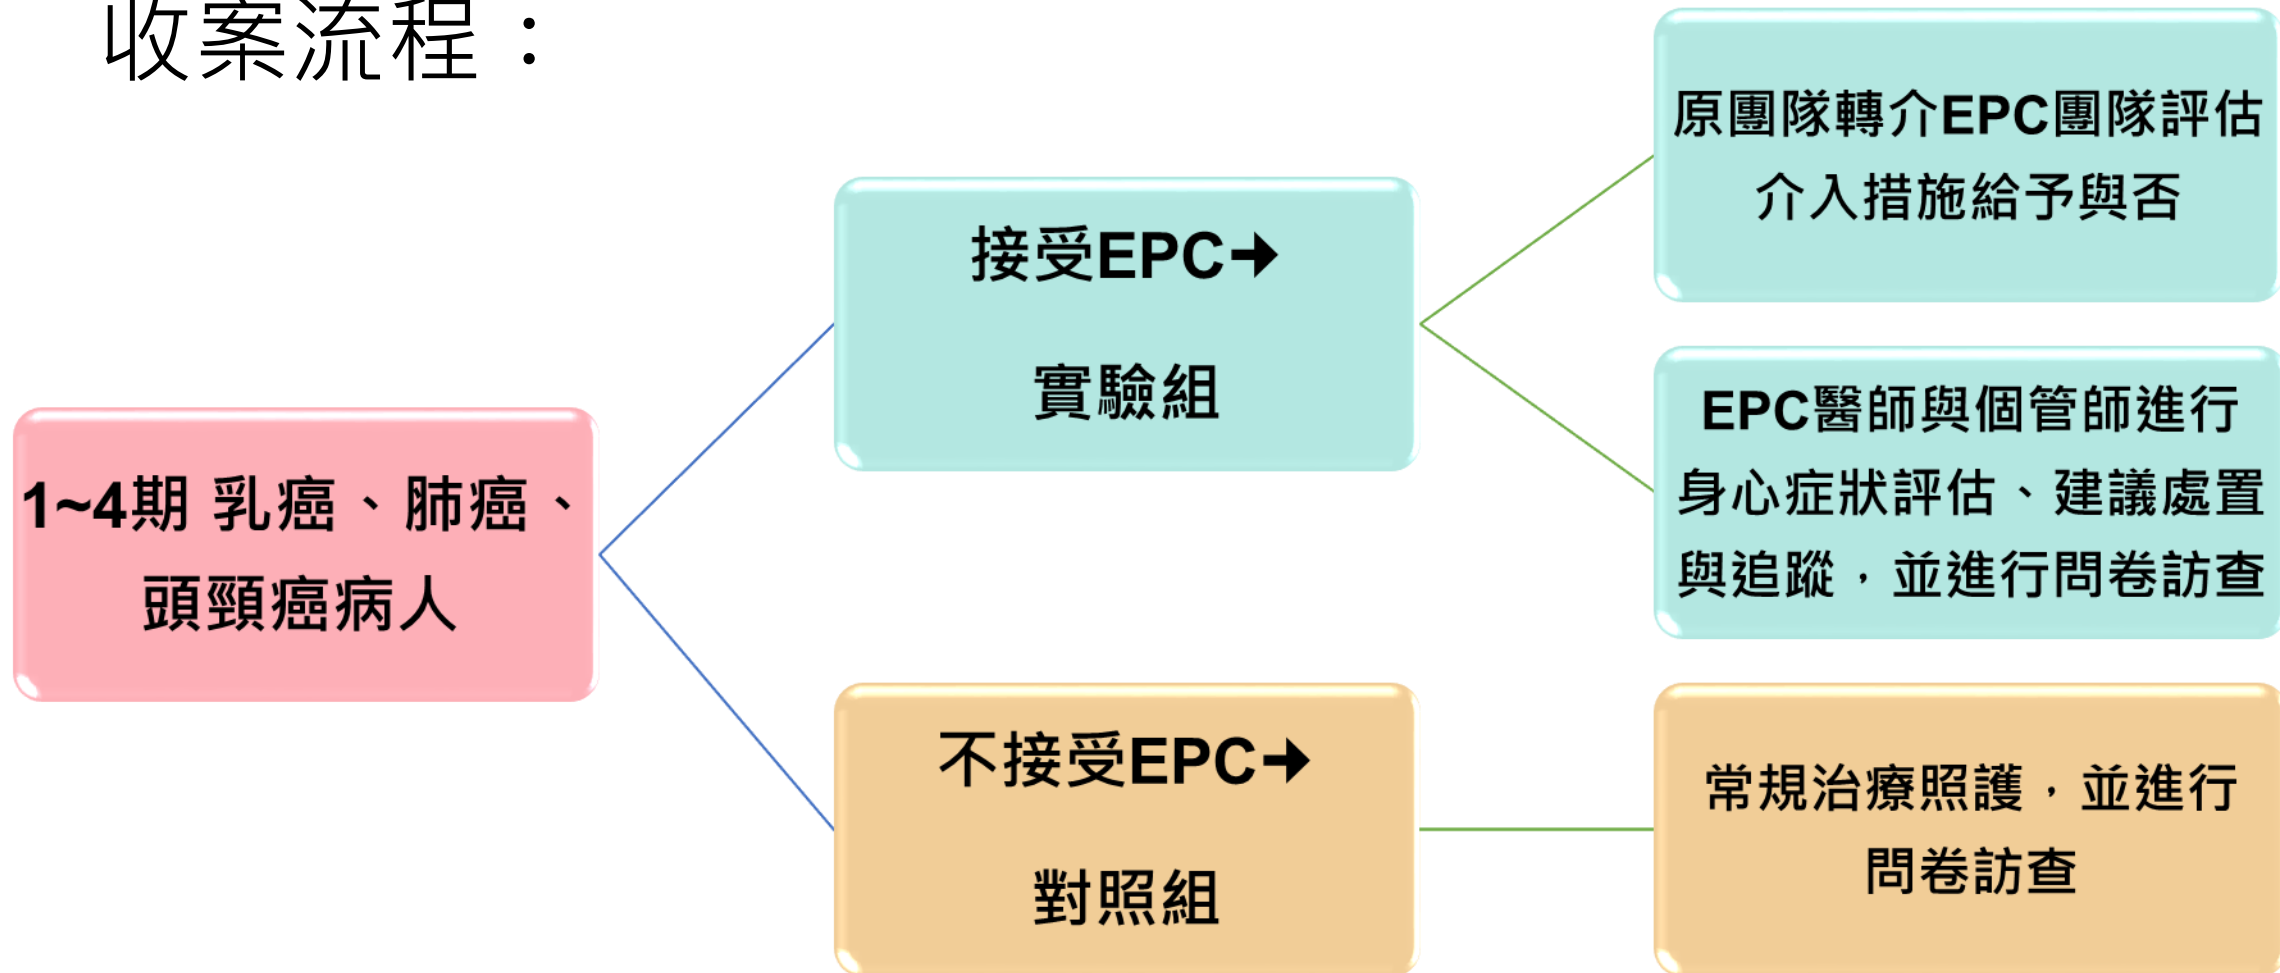 收案流程：
1~4期 乳癌、肺癌、
頭頸癌病人
接受EPC➜
實驗組
原團隊轉介EPC團隊評估
介入措施給予與否
EPC醫師與個管師進行
身心症狀評估、建議處置
與追蹤，並進行問卷訪查
不接受EPC➜
對照組
常規治療照護，並進行
問卷訪查